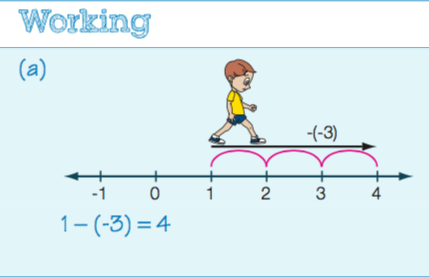 Working
(a)
-(-3)
-1 0 1 2 3 4
1 – (-3) = 4